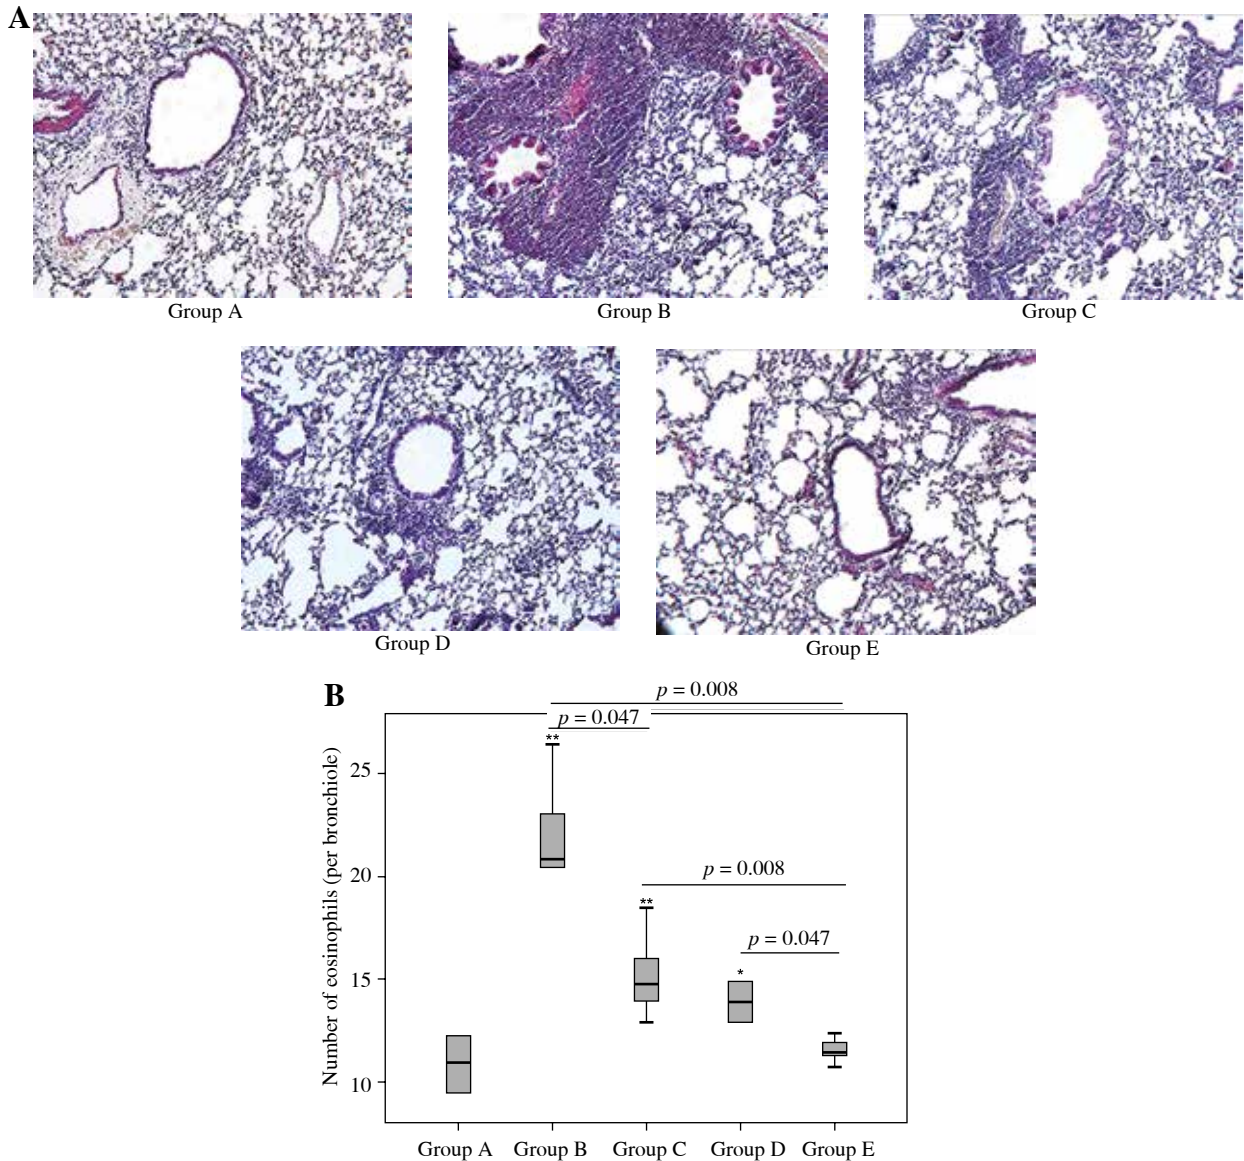 A
Group A
Group B
Group C
Group D
Group E
B
p = 0.008
p = 0.047
**
25
20
15
10
Number of eosinophils (per bronchiole)
p = 0.008
**
p = 0.047
*
Group A Group B Group C Group D Group E